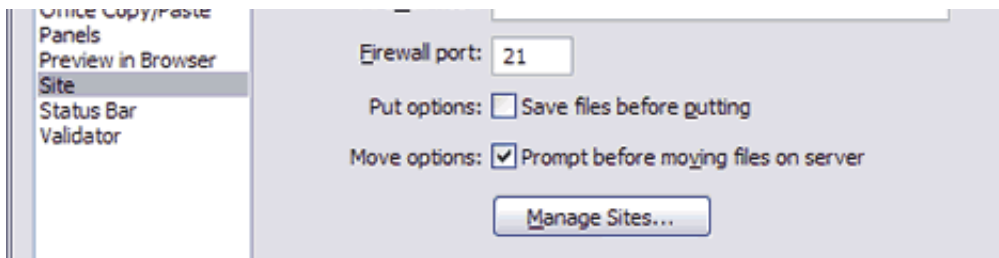 Office Copy/Paste
Panels
Preview in Browser
Site
Status Bar
Validator
Firewall port: 21
Put options: Save files before putting
Move options: Prompt before moving files on server
Manage Sites...